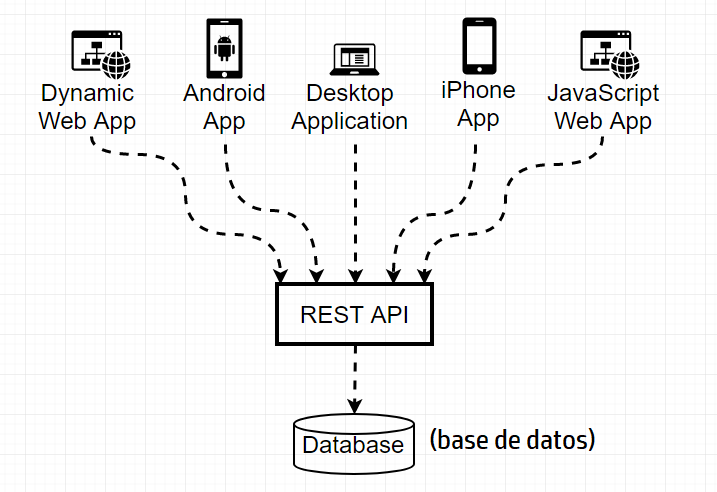 Dynamic
Web App
Android
App
Desktop
Application
iPhone
App
JavaScript
Web App
REST API
Database
(base de datos)